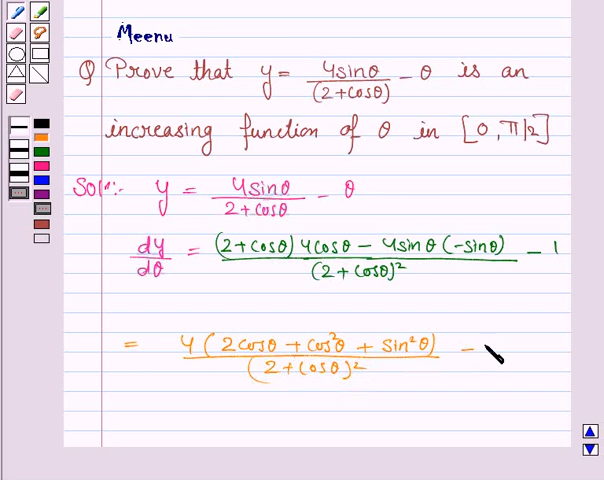 Meenu
Q Prove that y = 4sinθ/(2+cosθ) - θ is an
increasing function of θ in [0, π/2]
Solⁿ:- y = 4sinθ/2+cosθ - θ
dy/dθ = (2+cosθ)4cosθ - 4sinθ(-sinθ)/(2+cosθ)² - 1
= 4(2cosθ + cos²θ + sin²θ)/(2+cosθ)² -